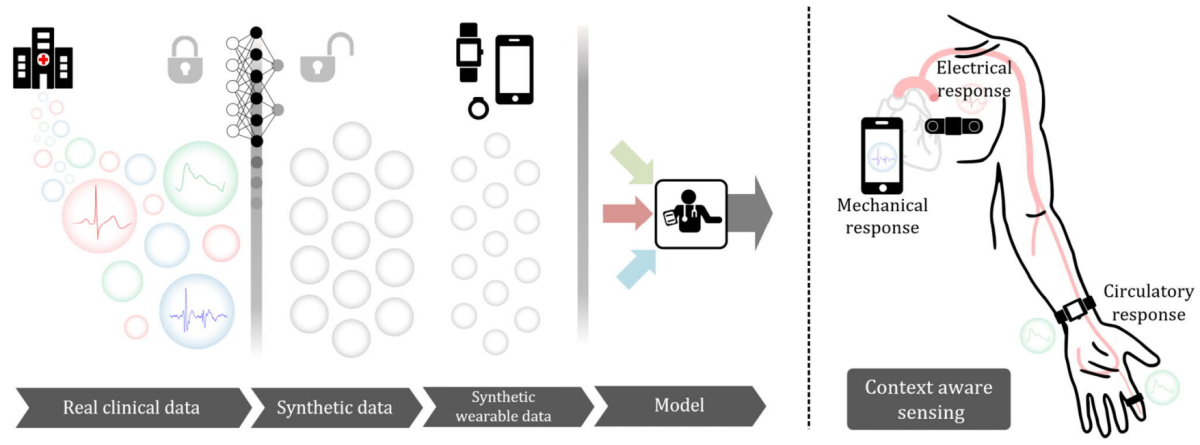 Real clinical data
Synthetic data
Synthetic
wearable data
Model
Electrical
response
Mechanical
response
Circulatory
response
Context aware
sensing